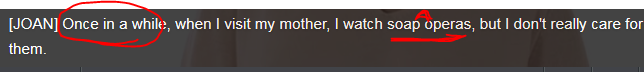 [JOAN] Once in a while, when I visit my mother, I watch soap operas, but I don't really care for
them.